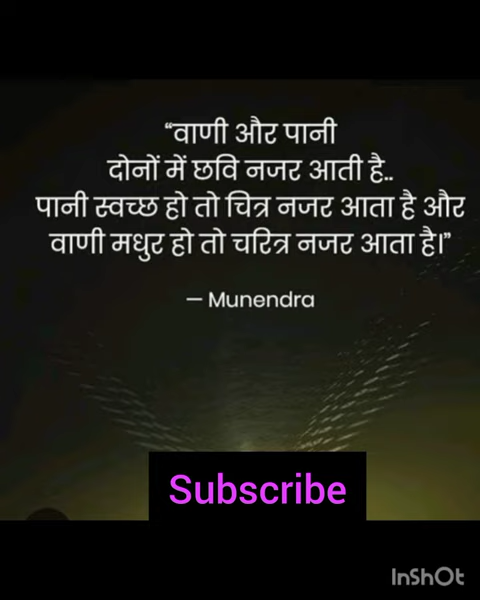 “वाणी और पानी
दोनों में छवि नजर आती है..
पानी स्वच्छ हो तो चित्र नजर आता है और
वाणी मधुर हो तो चरित्र नजर आता है।”
— Munendra
Subscribe
InShOt